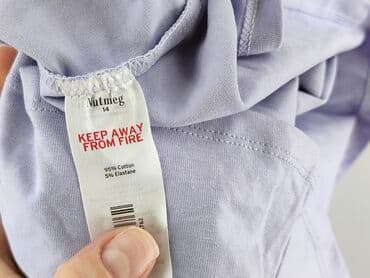 Nutmeg
14
KEEP AWAY
FROM FIRE
95% Cotton
5% Elastane